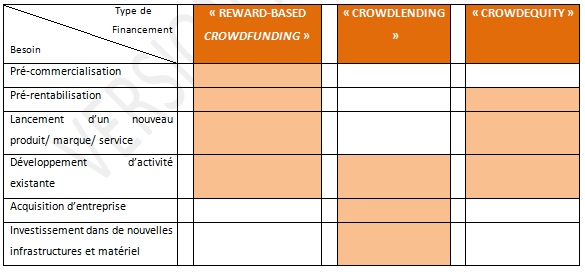 Type de
Financement
Besoin
« REWARD-BASED
CROWDFUNDING »
« CROWDLENDING
»
« CROWDEQUITY »
Pré-commercialisation
Pré-rentabilisation
Lancement d’un nouveau
produit/ marque/ service
Développement d’activité
existante
Acquisition d’entreprise
Investissement dans de nouvelles
infrastructures et matériel